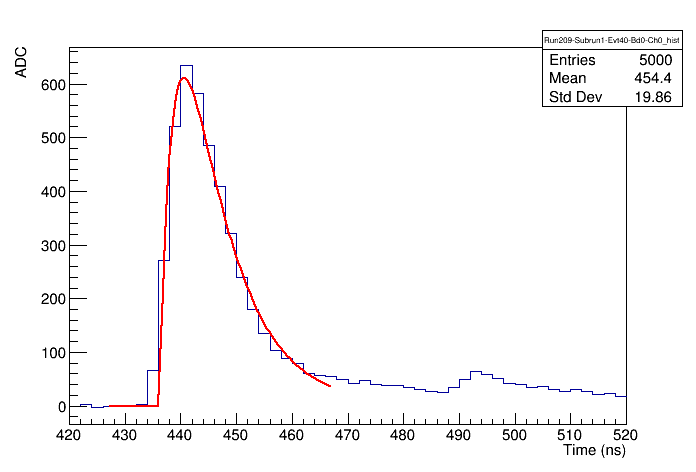 Run209-Subrun1-Evt40-Bd0-Ch0_hist
Entries 5000
Mean 454.4
Std Dev 19.86
ADC
600
500
400
300
200
100
0
420 430 440 450 460 470 480 490 500 510 520
Time (ns)